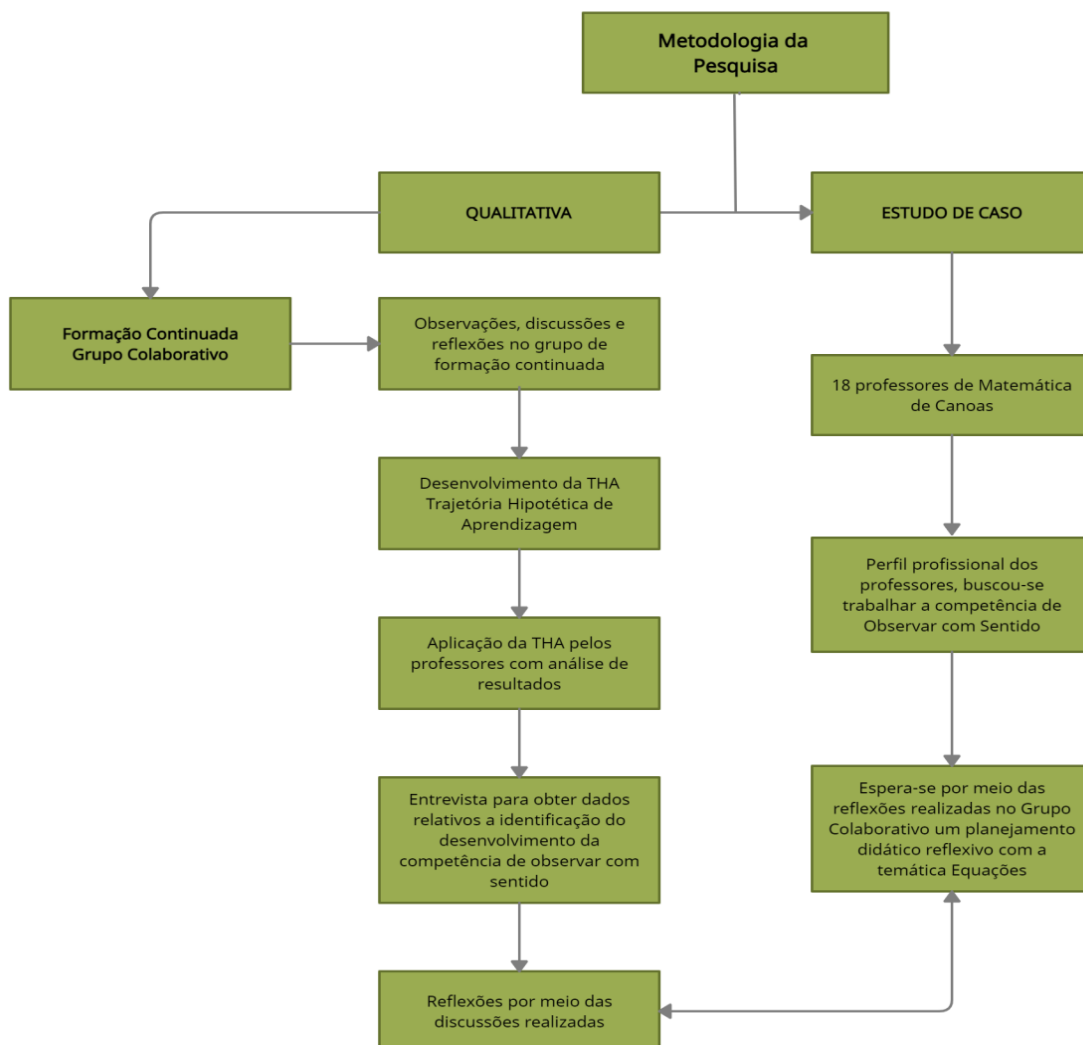 Metodologia da
Pesquisa
QUALITATIVA
ESTUDO DE CASO
Formação Continuada
Grupo Colaborativo
Observações, discussões e
reflexões no grupo de
formação continuada
18 professores de Matemática
de Canoas
Desenvolvimento da THA
Trajetória Hipotética de
Aprendizagem
Perfil profissional dos
professores, buscou-se
trabalhar a competência de
Observar com Sentido
Aplicação da THA pelos
professores com análise de
resultados
Entrevista para obter dados
relativos a identificação do
desenvolvimento da
competência de observar com
sentido
Espera-se por meio das
reflexões realizadas no Grupo
Colaborativo um planejamento
didático reflexivo com a
temática Equações
Reflexões por meio das
discussões realizadas